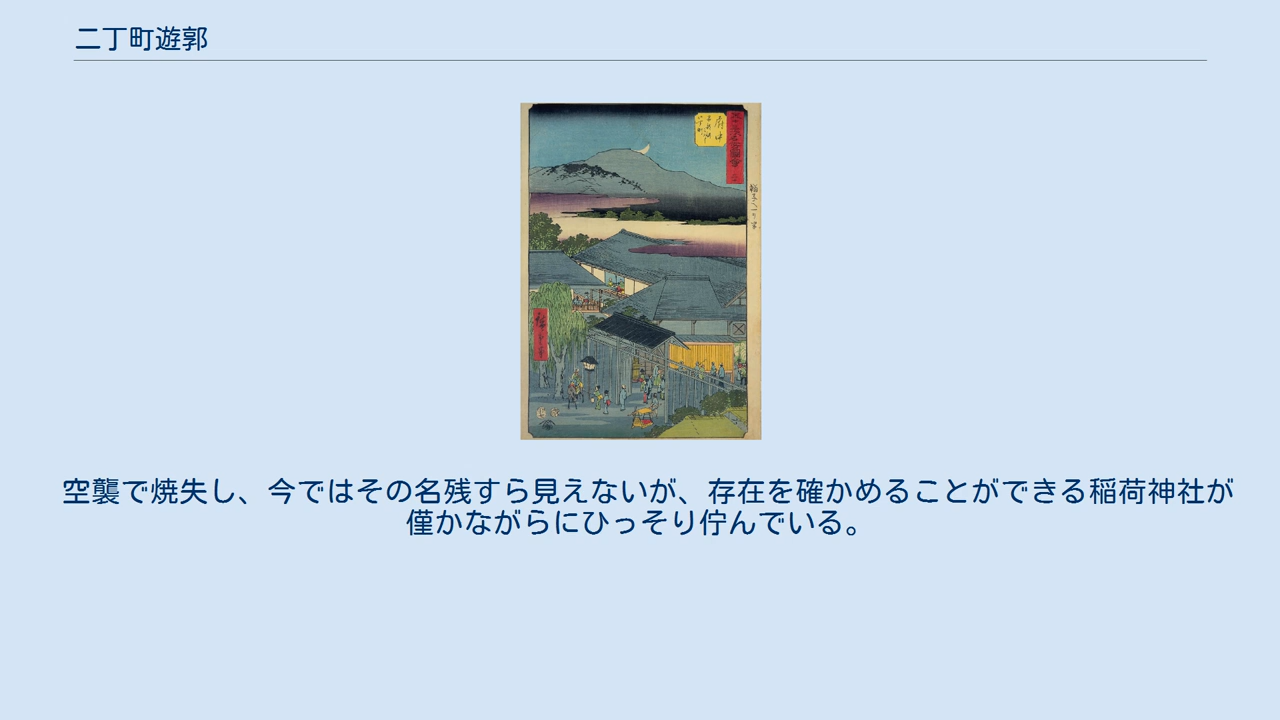 二丁町遊郭
府中
空襲で焼失し、今ではその名残すら見えないが、存在を確かめることができる稲荷神社が
僅かながらにひっそり佇んでいる。